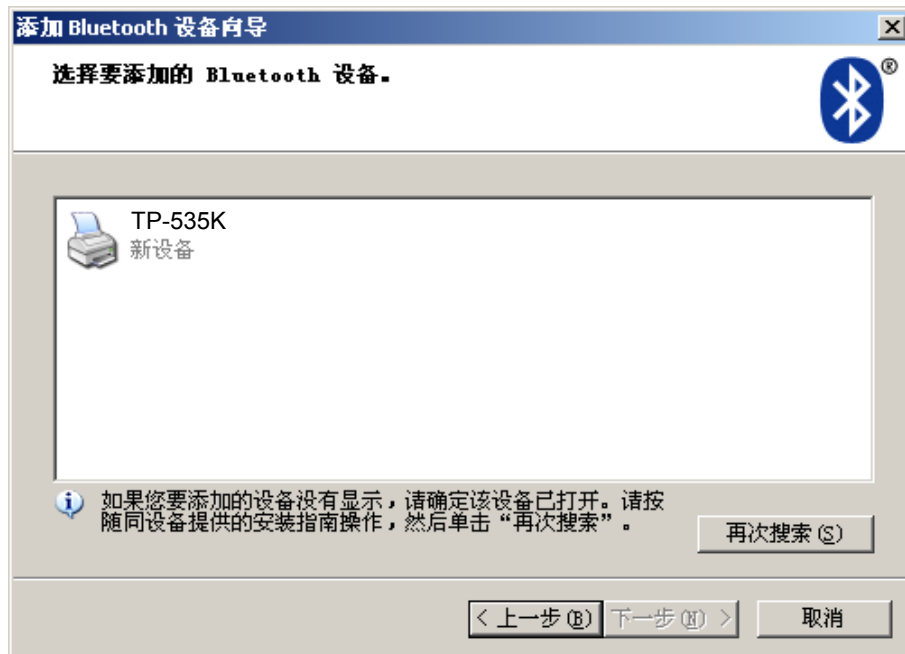 添加 Bluetooth 设备向导
选择要添加的 Bluetooth 设备。
®
TP-535K
新设备
如果您要添加的设备没有显示，请确定该设备已打开。请按
随同设备提供的安装指南操作，然后单击“再次搜索”。
再次搜索(S)
< 上一步(B)
下一步(N) >
取消